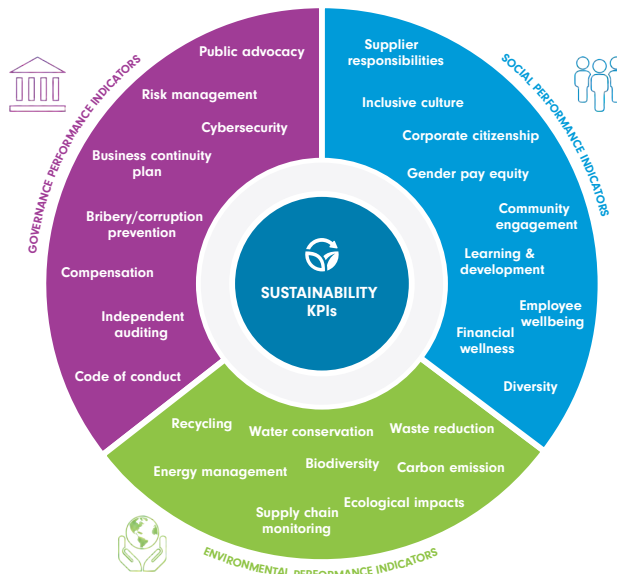 GOVERNANCE PERFORMANCE INDICATORS
Public advocacy
Risk management
Cybersecurity
Business continuity
plan
Bribery/corruption
prevention
Compensation
Independent
auditing
Code of conduct
SOCIAL PERFORMANCE INDICATORS
Supplier
responsibilities
Inclusive culture
Corporate citizenship
Gender pay equity
Community
engagement
Learning &
development
Employee
wellbeing
Financial
wellness
Diversity
SUSTAINABILITY
KPIs
Recycling
Water conservation
Waste reduction
Energy management
Biodiversity
Carbon emission
Supply chain
monitoring
Ecological impacts
ENVIRONMENTAL PERFORMANCE INDICATORS